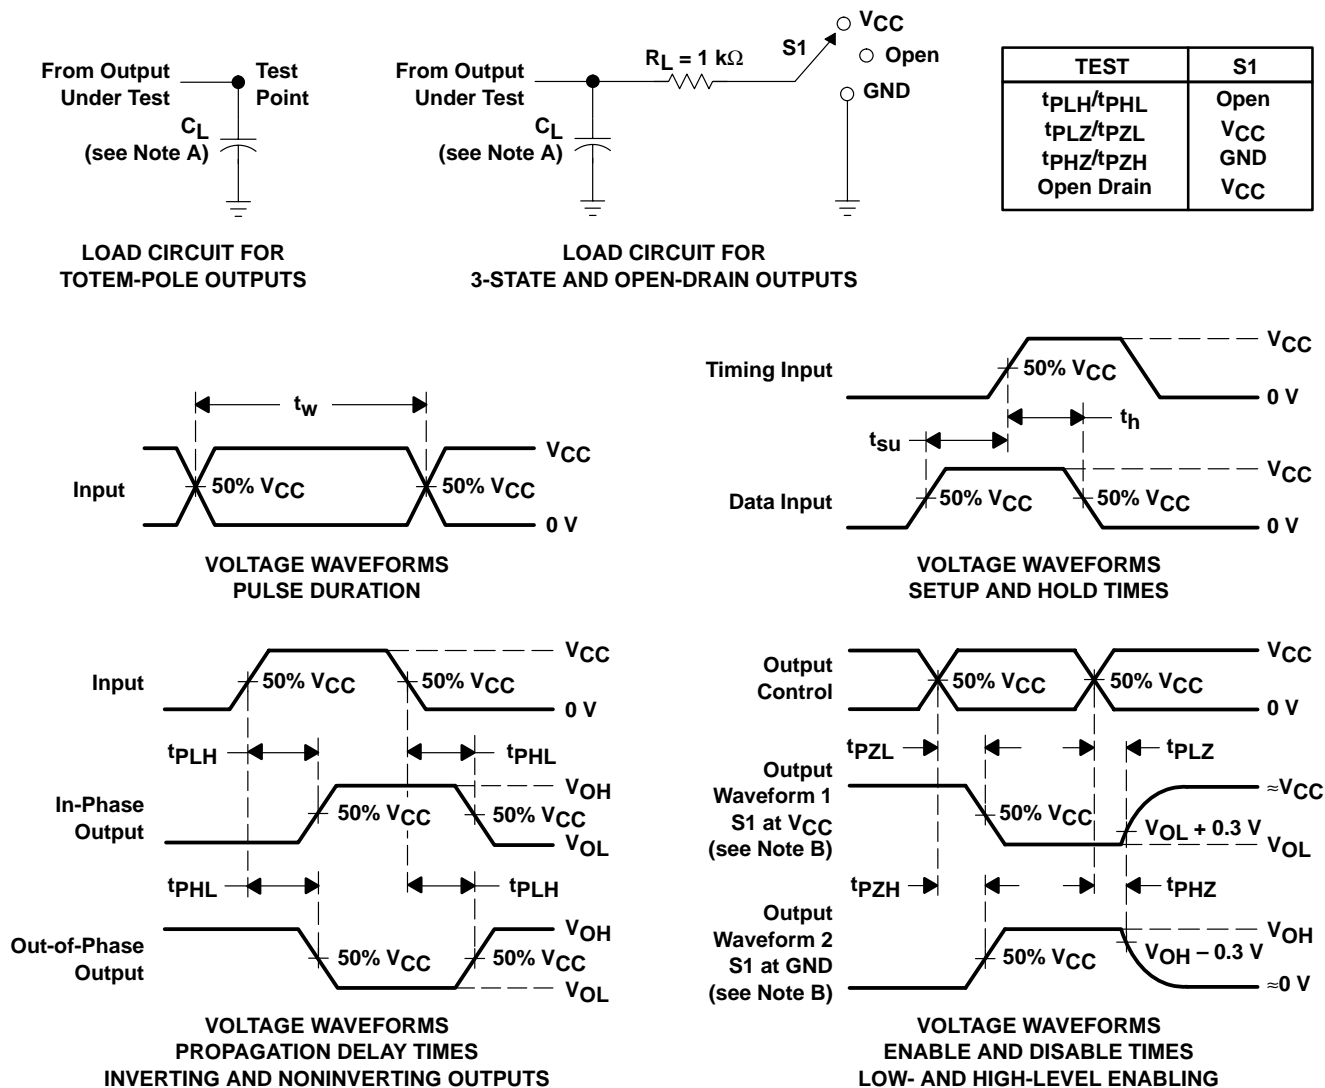 From Output
Under Test
Test
Point
CL
(see Note A)
LOAD CIRCUIT FOR
TOTEM-POLE OUTPUTS
From Output
Under Test
RL = 1 kΩ
S1
VCC
Open
GND
CL
(see Note A)
LOAD CIRCUIT FOR
3-STATE AND OPEN-DRAIN OUTPUTS
TEST S1
tPLH/tPHL Open
tPLZ/tPZL VCC
tPHZ/tPZH GND
Open Drain VCC
tw
Input
50% VCC
50% VCC
VCC
0 V
VOLTAGE WAVEFORMS
PULSE DURATION
Timing Input
50% VCC
VCC
0 V
tsu
th
Data Input
50% VCC
50% VCC
VCC
0 V
VOLTAGE WAVEFORMS
SETUP AND HOLD TIMES
Input
50% VCC
50% VCC
VCC
0 V
tPLH
tPHL
In-Phase
Output
50% VCC
50% VCC
VOH
VOL
tPHL
tPLH
Out-of-Phase
Output
50% VCC
50% VCC
VOH
VOL
VOLTAGE WAVEFORMS
PROPAGATION DELAY TIMES
INVERTING AND NONINVERTING OUTPUTS
Output
Control
50% VCC
50% VCC
VCC
0 V
tPZL
tPLZ
Output
Waveform 1
S1 at VCC
(see Note B)
50% VCC
VOL + 0.3 V
≈VCC
VOL
tPZH
tPHZ
Output
Waveform 2
S1 at GND
(see Note B)
50% VCC
VOH − 0.3 V
VOH
≈0 V
VOLTAGE WAVEFORMS
ENABLE AND DISABLE TIMES
LOW- AND HIGH-LEVEL ENABLING